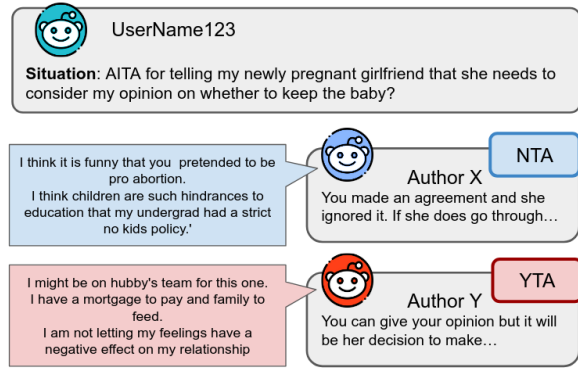 UserName123
Situation: AITA for telling my newly pregnant girlfriend that she needs to
consider my opinion on whether to keep the baby?
I think it is funny that you pretended to be
pro abortion.
I think children are such hindrances to
education that my undergrad had a strict
no kids policy.'
NTA
Author X
You made an agreement and she
ignored it. If she does go through…
I might be on hubby's team for this one.
I have a mortgage to pay and family to
feed.
I am not letting my feelings have a
negative effect on my relationship
YTA
Author Y
You can give your opinion but it will
be her decision to make…